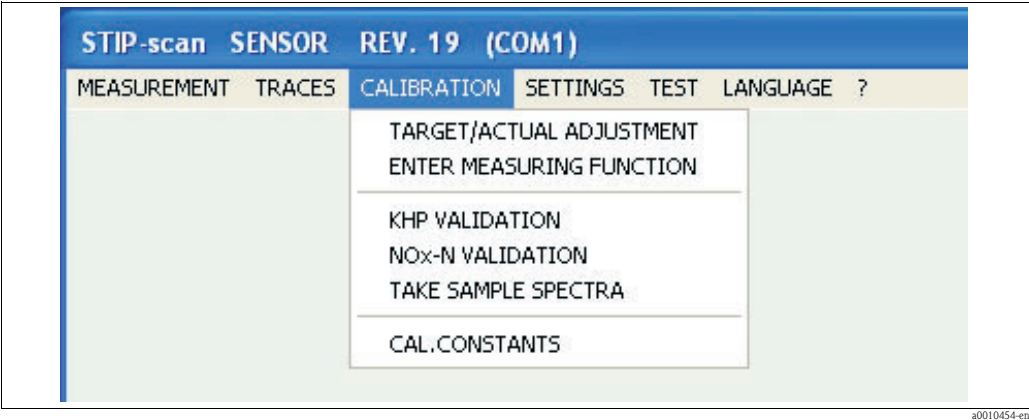 STIP-scan SENSOR REV. 19 (COM1)
MEASUREMENT TRACES CALIBRATION SETTINGS TEST LANGUAGE ?
TARGET/ACTUAL ADJUSTMENT
ENTER MEASURING FUNCTION
KHP VALIDATION
NOx-N VALIDATION
TAKE SAMPLE SPECTRA
CAL.CONSTANTS
a0010454-en